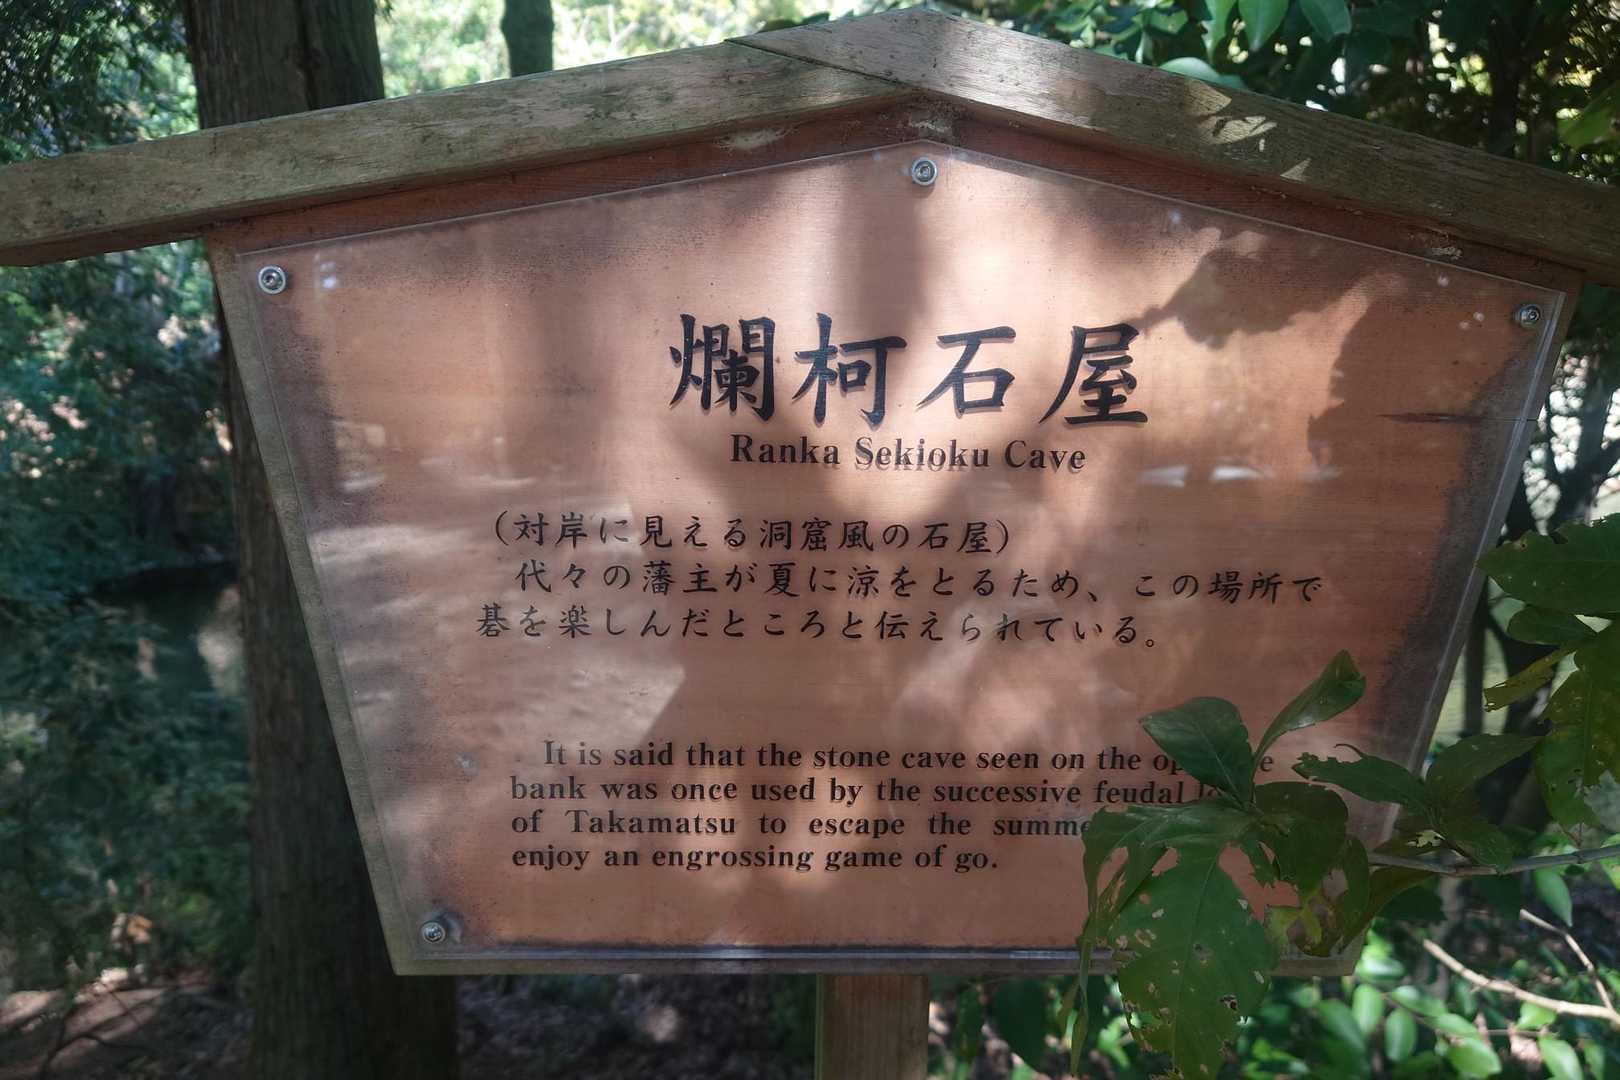 爛柯石屋
Ranka Sekioku Cave
（対岸に見える洞窟風の石屋）
代々の藩主が夏に涼をとるため、この場所で
碁を楽しんだところと伝えられている。
It is said that the stone cave seen on the
bank was once used by the successive feudal
of Takamatsu to escape the
enjoy an engrossing game of go.